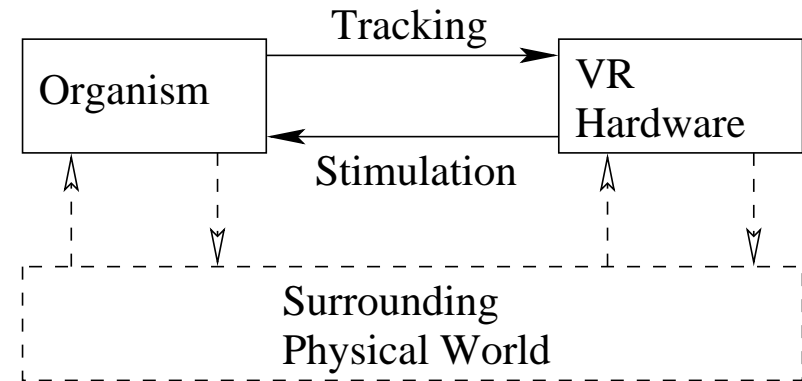 Tracking
Organism
VR
Hardware
Stimulation
Surrounding
Physical World